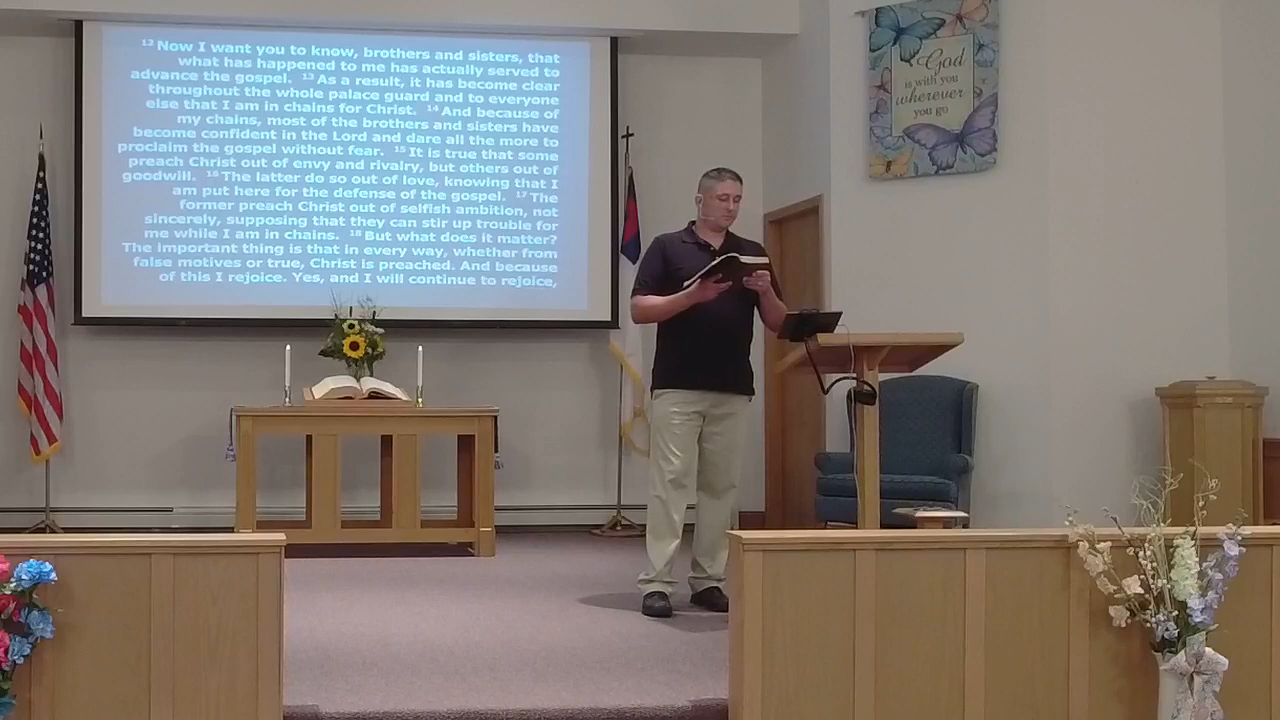 12 Now I want you to know, brothers and sisters, that
what has happened to me has actually served to
advance the gospel. 13 As a result, it has become clear
throughout the whole palace guard and to everyone
else that I am in chains for Christ. 14 And because of
my chains, most of the brothers and sisters have
become confident in the Lord and dare all the more to
proclaim the gospel without fear. 15 It is true that some
preach Christ out of envy and rivalry, but others out of
goodwill. 16 The latter do so out of love, knowing that I
am put here for the defense of the gospel. 17 The
former preach Christ out of selfish ambition, not
sincerely, supposing that they can stir up trouble for
me while I am in chains. 18 But what does it matter?
The important thing is that in every way, whether from
false motives or true, Christ is preached. And because
of this I rejoice. Yes, and I will continue to rejoice,
God
is with you
wherever
you go